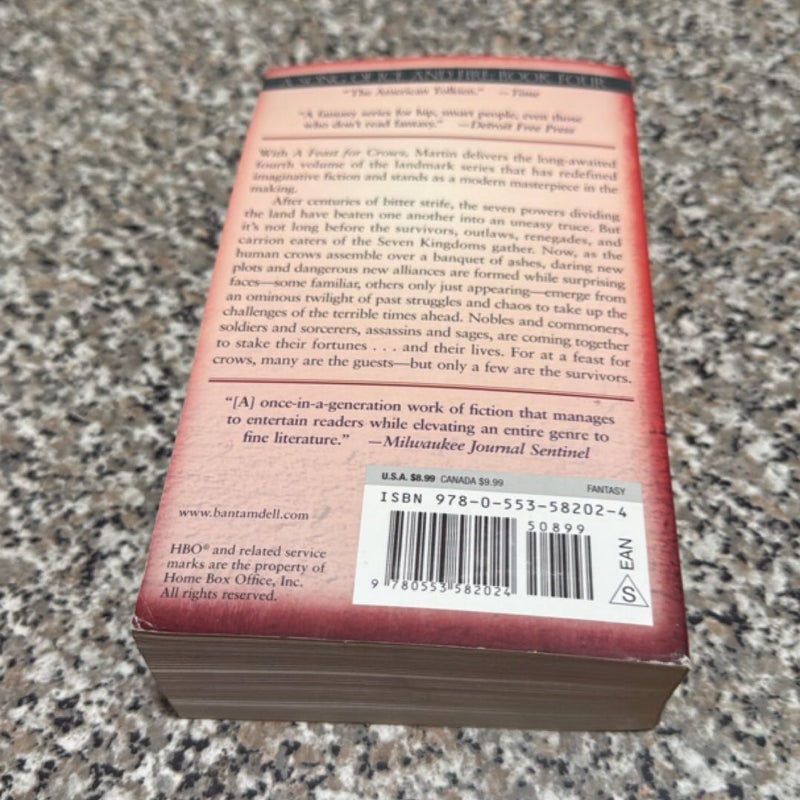 A SONG OF ICE AND FIRE: BOOK FOUR
"The American Tolkien." —Time
"A fantasy series for hip, smart people, even those
who don't read fantasy." —Detroit Free Press
With A Feast for Crows, Martin delivers the long-awaited
fourth volume of the landmark series that has redefined
imaginative fiction and stands as a modern masterpiece in the
making.
After centuries of bitter strife, the seven powers dividing
the land have beaten one another into an uneasy truce. But
it's not long before the survivors, outlaws, renegades, and
carrion eaters of the Seven Kingdoms gather. Now, as the
human crows assemble over a banquet of ashes, daring new
plots and dangerous new alliances are formed while surprising
faces—some familiar, others only just appearing—emerge from
an ominous twilight of past struggles and chaos to take up the
challenges of the terrible times ahead. Nobles and commoners,
soldiers and sorcerers, assassins and sages, are coming together
to stake their fortunes . . . and their lives. For at a feast for
crows, many are the guests—but only a few are the survivors.
"[A] once-in-a-generation work of fiction that manages
to entertain readers while elevating an entire genre to
fine literature." —Milwaukee Journal Sentinel
U.S.A. $8.99 CANADA $9.99 FANTASY
ISBN 978-0-553-58202-4
50899
9 780553 582024
EAN
S
www.bantamdell.com
HBO® and related service
marks are the property of
Home Box Office, Inc.
All rights reserved.